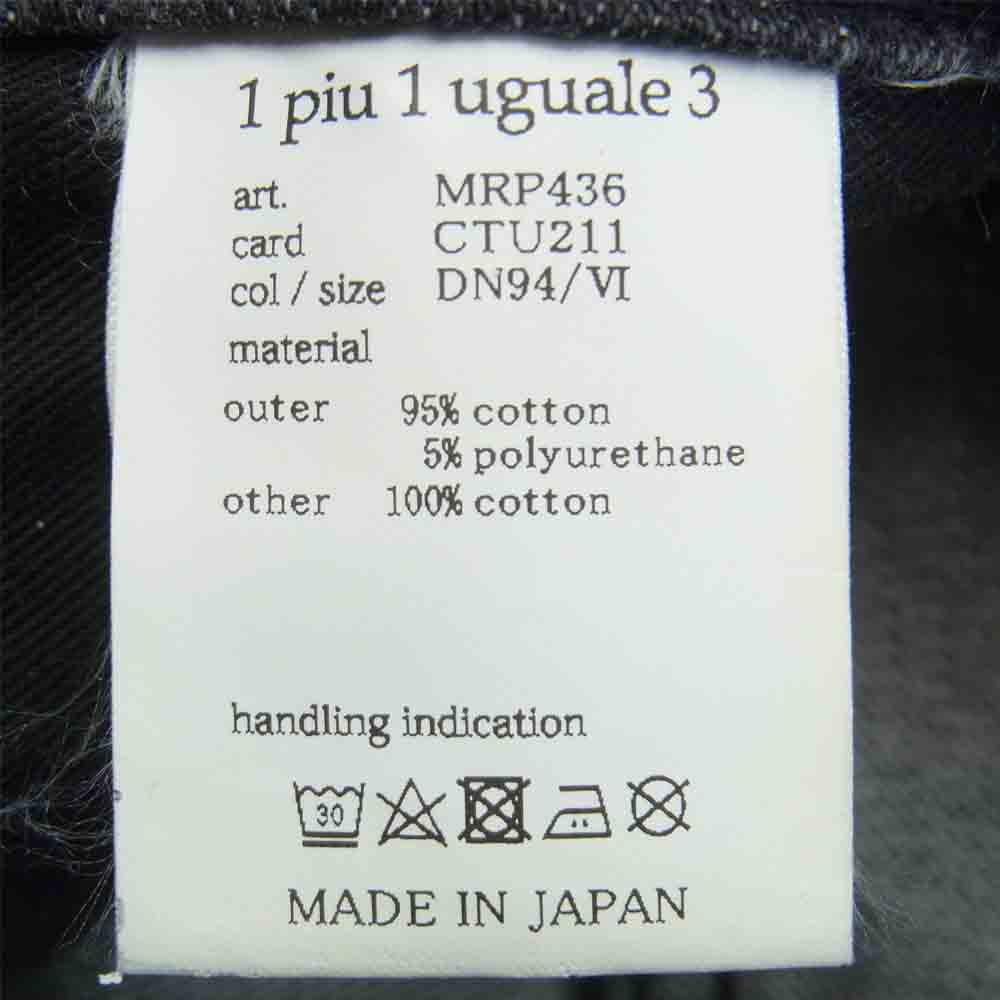 1 piu 1 uguale 3
art. MRP436
card CTU211
col / size DN94/VI
material
outer 95% cotton
5% polyurethane
other 100% cotton
handling indication
30
MADE IN JAPAN